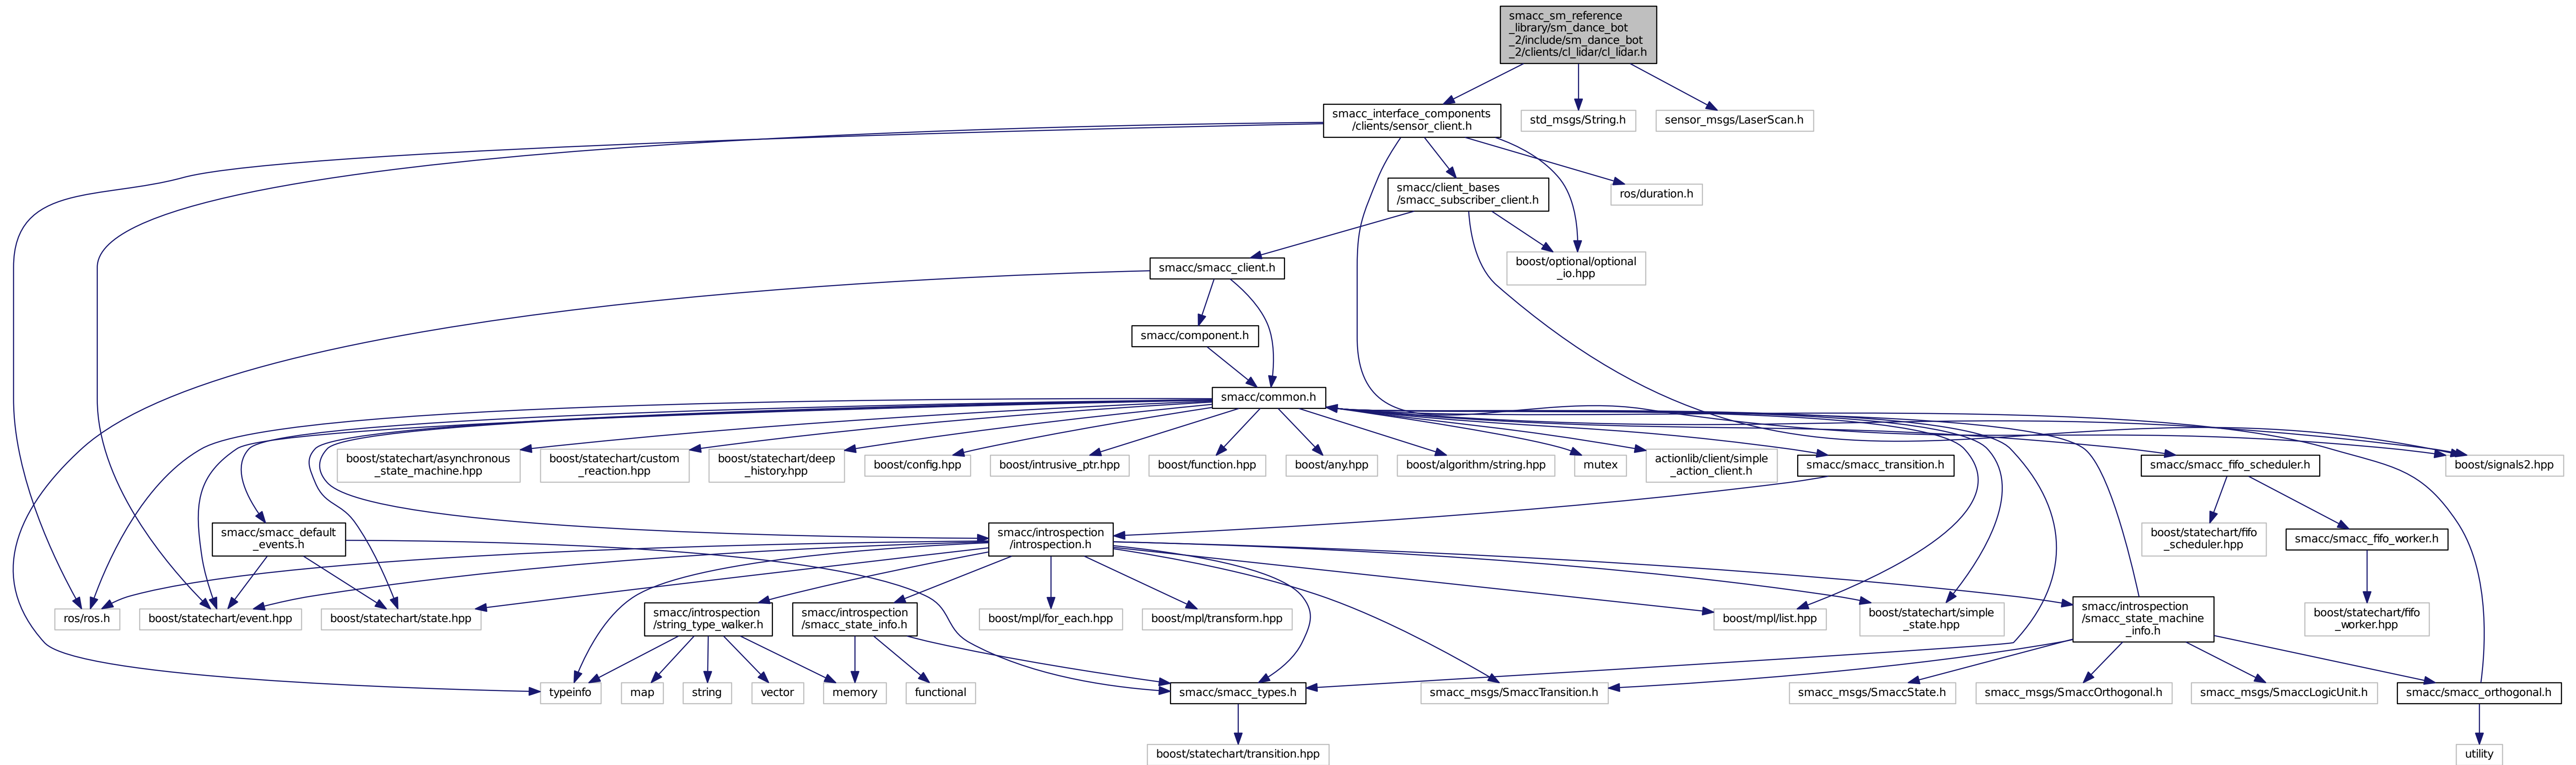 smacc_sm_reference
_library/sm_dance_bot
_2/include/sm_dance_bot
_2/clients/cl_lidar/cl_lidar.h
smacc_interface_components
/clients/sensor_client.h
std_msgs/String.h
sensor_msgs/LaserScan.h
smacc/client_bases
/smacc_subscriber_client.h
ros/duration.h
smacc/smacc_client.h
boost/optional/optional
_io.hpp
smacc/component.h
smacc/common.h
boost/statechart/asynchronous
_state_machine.hpp
boost/statechart/custom
_reaction.hpp
boost/statechart/deep
_history.hpp
boost/config.hpp
boost/intrusive_ptr.hpp
boost/function.hpp
boost/any.hpp
boost/algorithm/string.hpp
mutex
actionlib/client/simple
_action_client.h
smacc/smacc_transition.h
smacc/smacc_fifo_scheduler.h
boost/signals2.hpp
smacc/smacc_default
_events.h
smacc/introspection
/introspection.h
boost/statechart/fifo
_scheduler.hpp
smacc/smacc_fifo_worker.h
ros/ros.h
boost/statechart/event.hpp
boost/statechart/state.hpp
smacc/introspection
/string_type_walker.h
smacc/introspection
/smacc_state_info.h
boost/mpl/for_each.hpp
boost/mpl/transform.hpp
boost/mpl/list.hpp
boost/statechart/simple
_state.hpp
smacc/introspection
/smacc_state_machine
_info.h
boost/statechart/fifo
_worker.hpp
typeinfo
map
string
vector
memory
functional
smacc/smacc_types.h
smacc_msgs/SmaccTransition.h
smacc_msgs/SmaccState.h
smacc_msgs/SmaccOrthogonal.h
smacc_msgs/SmaccLogicUnit.h
smacc/smacc_orthogonal.h
boost/statechart/transition.hpp
utility